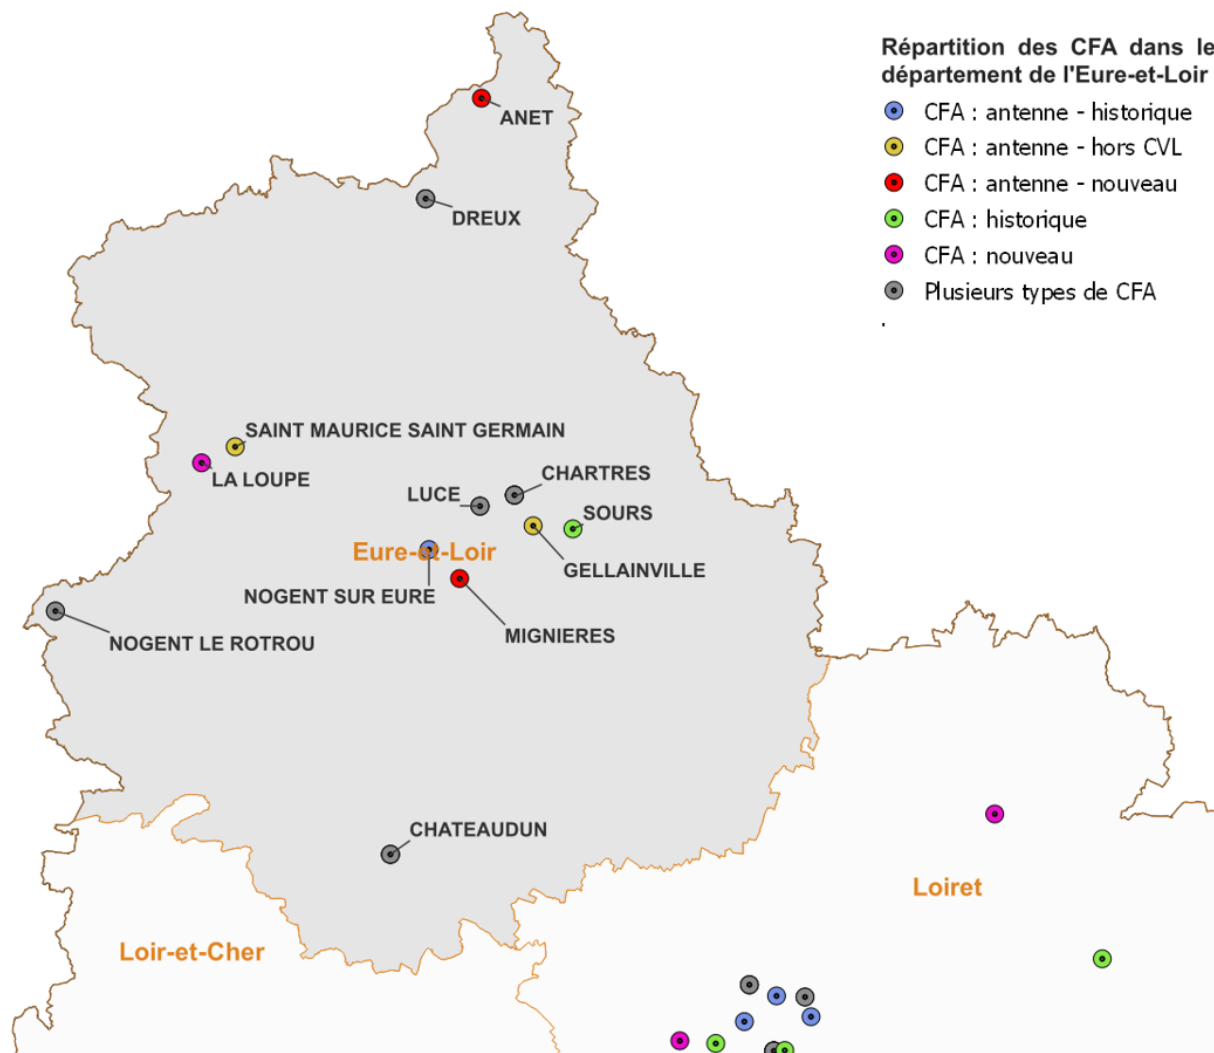 Répartition des CFA dans le
département de l'Eure-et-Loir
CFA : antenne - historique
CFA : antenne - hors CVL
CFA : antenne - nouveau
CFA : historique
CFA : nouveau
Plusieurs types de CFA
.
ANET
DREUX
SAINT MAURICE SAINT GERMAIN
LA LOUPE
CHARTRES
LUCE
SOURS
Eure-et-Loir
GELLAINVILLE
NOGENT SUR EURE
MIGNIERES
NOGENT LE ROTROU
CHATEAUDUN
Loiret
Loir-et-Cher